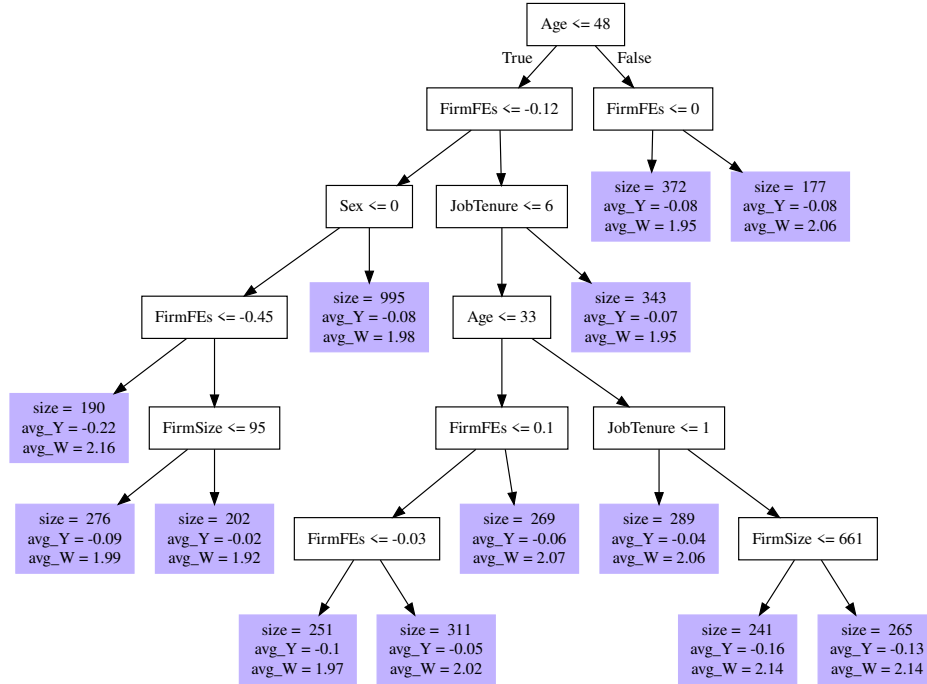 Age <= 48
True
False
FirmFEs <= -0.12
FirmFEs <= 0
Sex <= 0
JobTenure <= 6
size = 372
avg_Y = -0.08
avg_W = 1.95
size = 177
avg_Y = -0.08
avg_W = 2.06
FirmFEs <= -0.45
size = 995
avg_Y = -0.08
avg_W = 1.98
Age <= 33
size = 343
avg_Y = -0.07
avg_W = 1.95
size = 190
avg_Y = -0.22
avg_W = 2.16
FirmSize <= 95
FirmFEs <= 0.1
JobTenure <= 1
size = 276
avg_Y = -0.09
avg_W = 1.99
size = 202
avg_Y = -0.02
avg_W = 1.92
FirmFEs <= -0.03
size = 269
avg_Y = -0.06
avg_W = 2.07
size = 289
avg_Y = -0.04
avg_W = 2.06
FirmSize <= 661
size = 251
avg_Y = -0.1
avg_W = 1.97
size = 311
avg_Y = -0.05
avg_W = 2.02
size = 241
avg_Y = -0.16
avg_W = 2.14
size = 265
avg_Y = -0.13
avg_W = 2.14